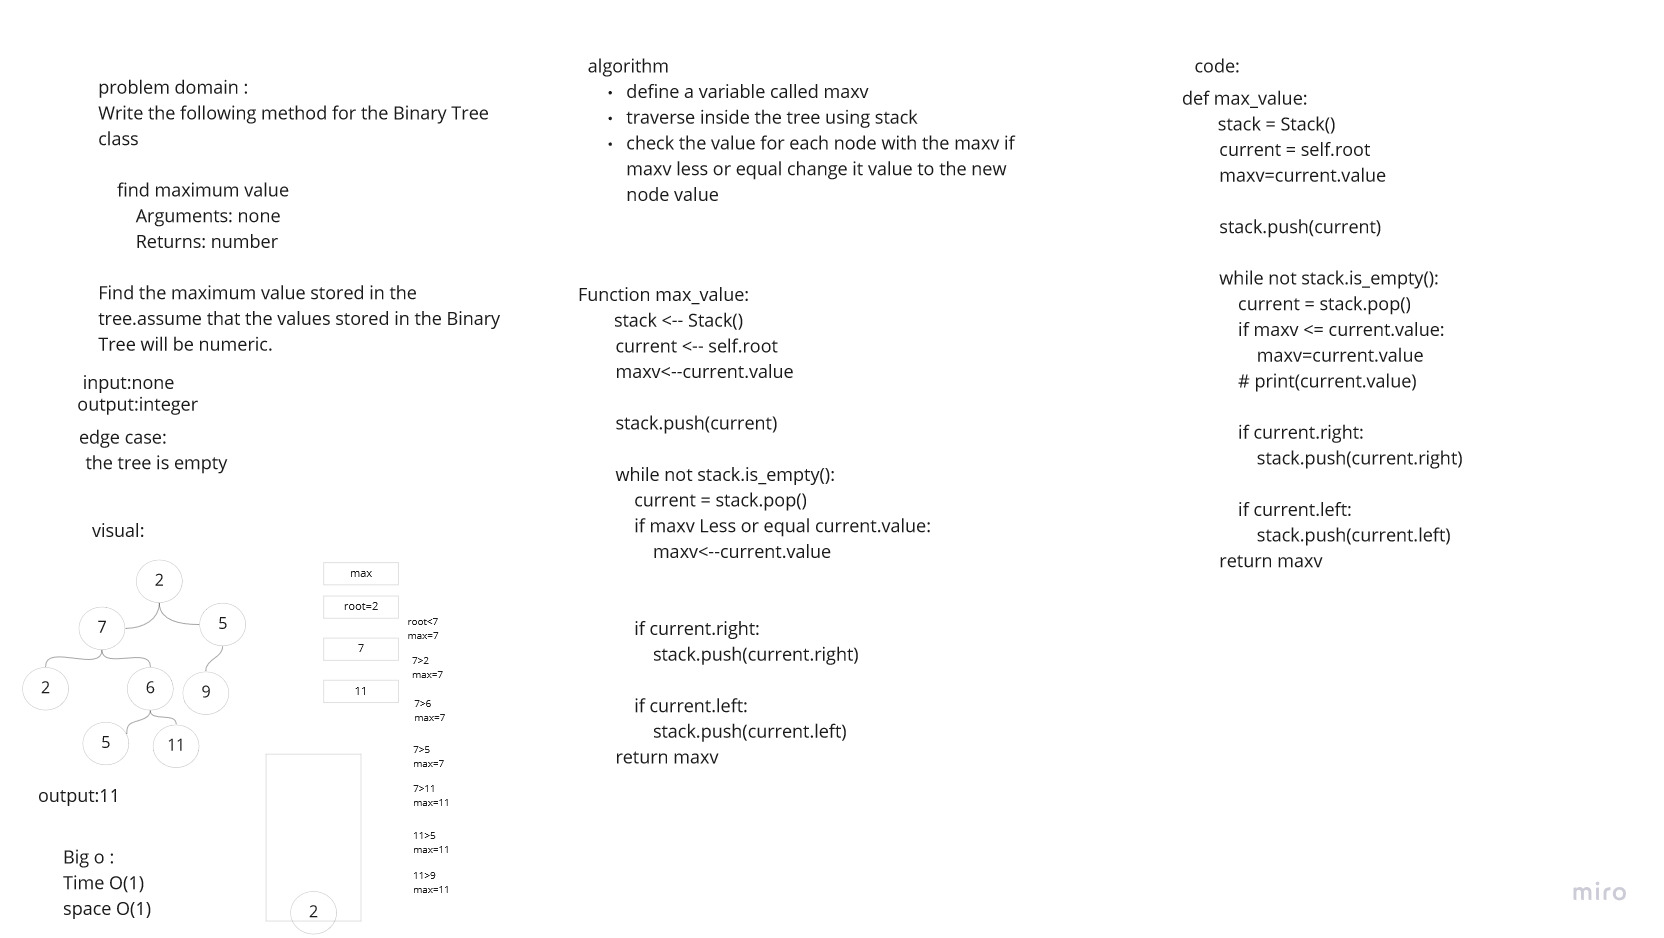 problem domain :
Write the following method for the Binary Tree
class
find maximum value
Arguments: none
Returns: number
Find the maximum value stored in the
tree.assume that the values stored in the Binary
Tree will be numeric.
input:none
output:integer
edge case:
the tree is empty
visual:
2
7
5
2
6
9
5
11
output:11
Big o :
Time O(1)
space O(1)
max
root=2
7
11
root<7
max=7
7>2
max=7
7>6
max=7
7>5
max=7
7>11
max=11
11>5
max=11
11>9
max=11
2
algorithm
• define a variable called maxv
• traverse inside the tree using stack
• check the value for each node with the maxv if
maxv less or equal change it value to the new
node value
Function max_value:
stack <-- Stack()
current <-- self.root
maxv<--current.value
stack.push(current)
while not stack.is_empty():
current = stack.pop()
if maxv Less or equal current.value:
maxv<--current.value
if current.right:
stack.push(current.right)
if current.left:
stack.push(current.left)
return maxv
code:
def max_value:
stack = Stack()
current = self.root
maxv=current.value
stack.push(current)
while not stack.is_empty():
current = stack.pop()
if maxv <= current.value:
maxv=current.value
# print(current.value)
if current.right:
stack.push(current.right)
if current.left:
stack.push(current.left)
return maxv
miro